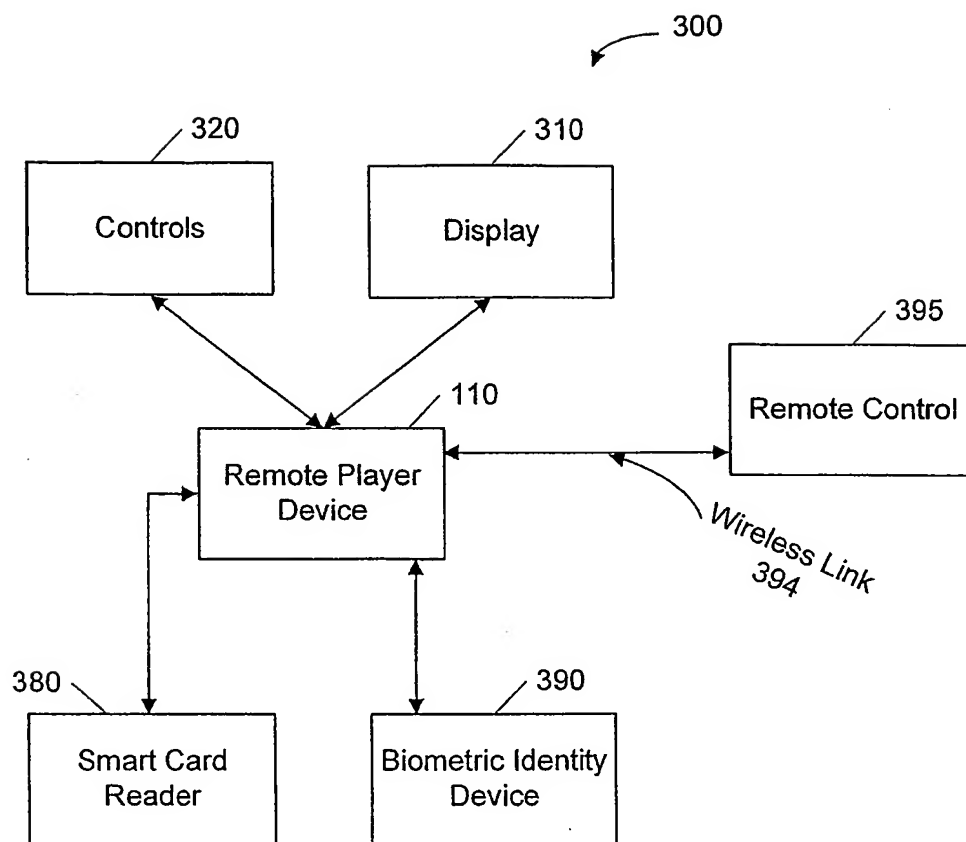 300
320
310
Controls
Display
395
Remote Control
110
Remote Player
Device
Wireless Link
394
380
390
Smart Card
Reader
Biometric Identity
Device